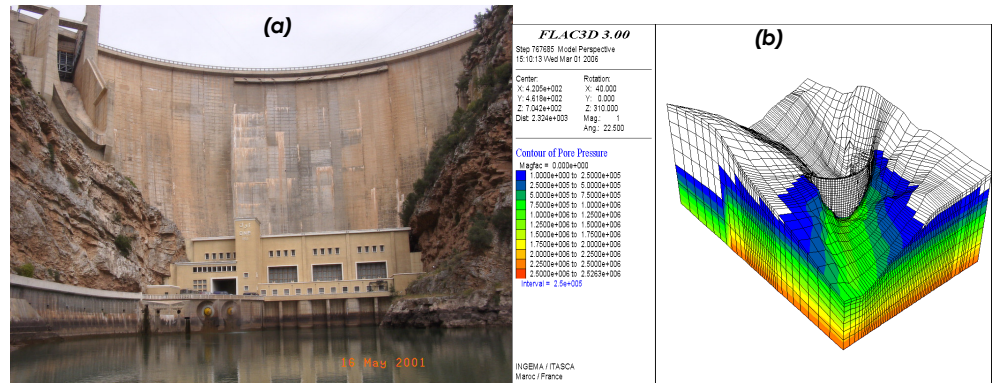 (a)
16 May 2001
FLAC3D 3.00
Step 767685 Model Perspective
15:10:13 Wed Mar 01 2006
Center:
X: 4.205e+002
Y: 4.618e+002
Z: 7.042e+002
Dist: 2.324e+003
Rotation:
X: 40.000
Y: 0.000
Z: 310.000
Mag.: 1
Ang.: 22.500
Contour of Pore Pressure
Magfac = 0.000e+000
1.0000e+000 to 2.5000e+005
2.5000e+005 to 5.0000e+005
5.0000e+005 to 7.5000e+005
7.5000e+005 to 1.0000e+006
1.0000e+006 to 1.2500e+006
1.2500e+006 to 1.5000e+006
1.5000e+006 to 1.7500e+006
1.7500e+006 to 2.0000e+006
2.0000e+006 to 2.2500e+006
2.2500e+006 to 2.5000e+006
2.5000e+006 to 2.5263e+006
Interval = 2.5e+005
INGEMA / ITASCA
Maroc / France
(b)